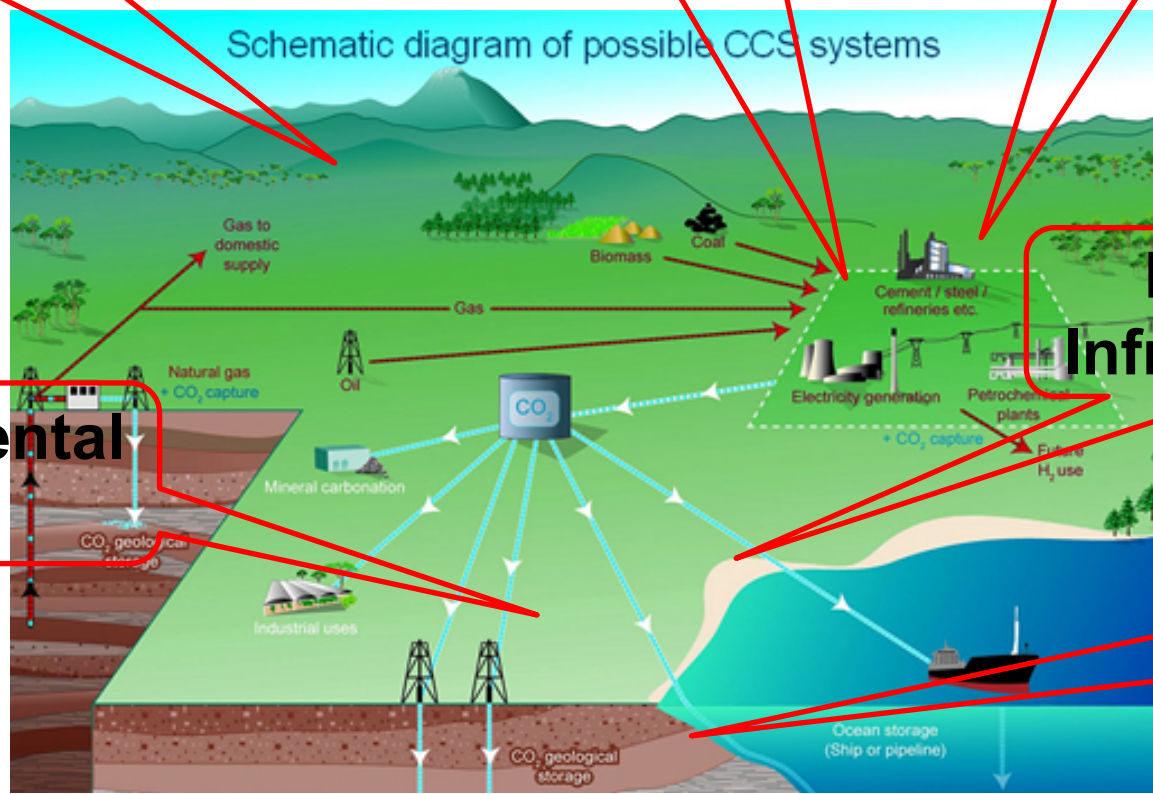 Schematic diagram of possible CCS systems
Gas to
domestic
supply
Biomass
Coal
Cement / steel /
refineries etc.
Gas
Oil
Natural gas
+ CO₂ capture
CO₂
Electricity generation
Petrochemical
plants
+ CO₂ capture
Future
H₂ use
Infr
ental
Mineral carbonation
CO₂ geological
storage
Industrial uses
Ocean storage
(Ship or pipeline)
CO₂ geological
storage